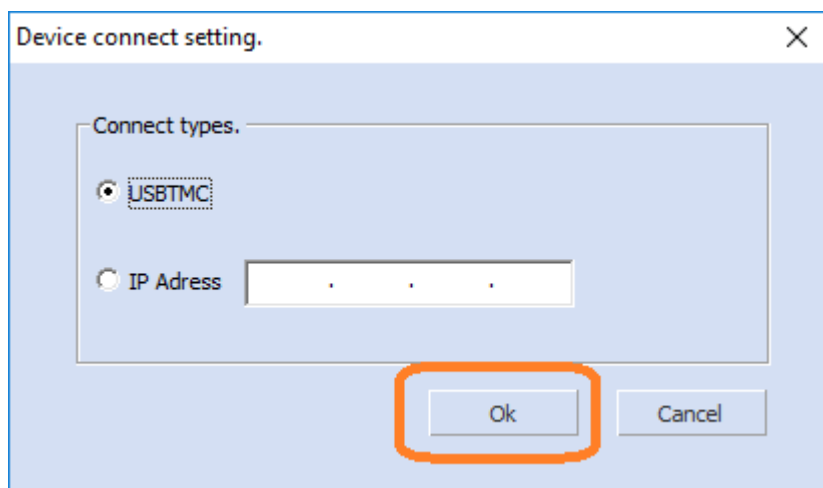 Device connect setting.
Connect types.
USBTMC
IP Adress . . .
Ok Cancel